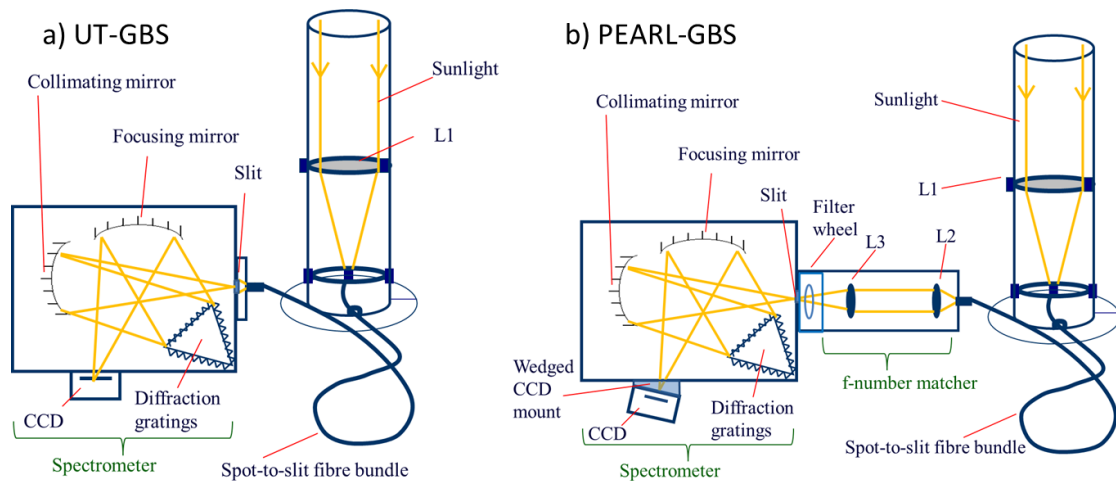 a) UT-GBS
Sunlight
Collimating mirror
Focusing mirror
L1
Slit
CCD
Diffraction
gratings
Spectrometer
Spot-to-slit fibre bundle
b) PEARL-GBS
Sunlight
Collimating mirror
Focusing mirror
L1
Slit
Filter
wheel
L3
L2
Wedged
CCD
mount
CCD
Diffraction
gratings
f-number matcher
Spot-to-slit fibre bundle
Spectrometer